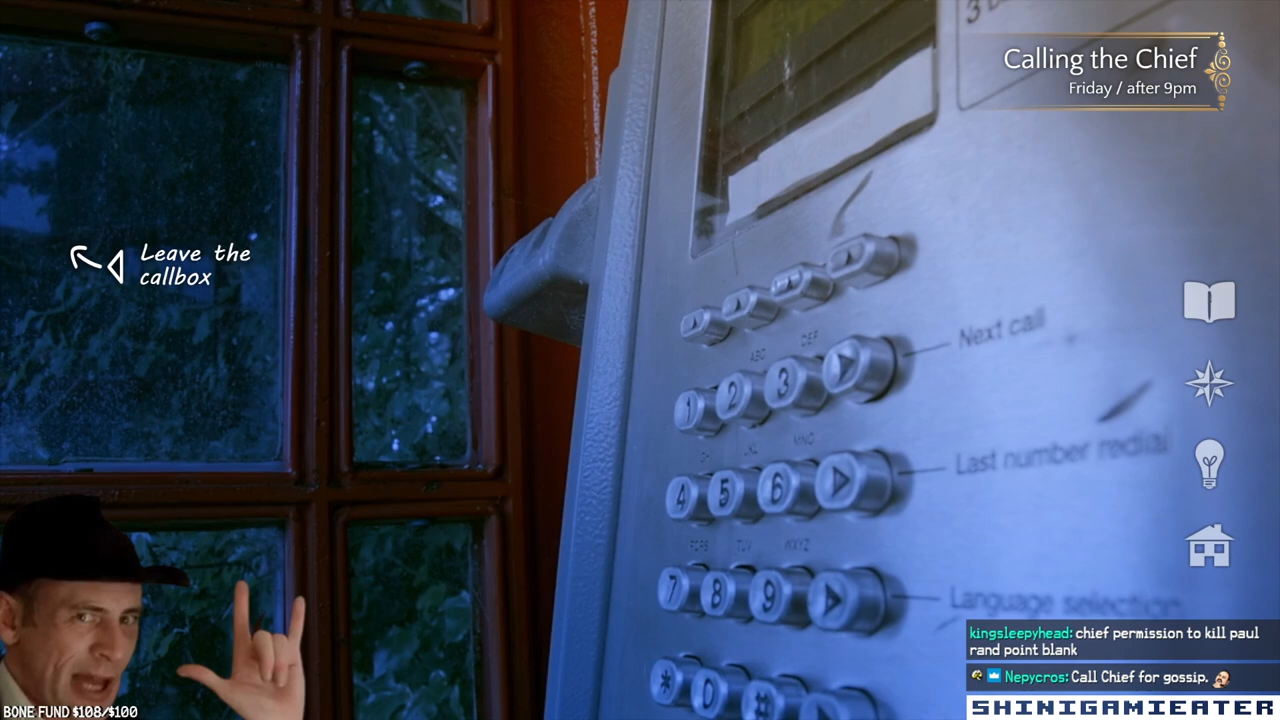 Calling the Chief
Friday / after 9pm
Leave the
callbox
Next call
ABC DEF
1 2 3
Last number redial
JKL MNO
4 5 6
TUV WXYZ
7 8 9
Language selection
* 0 #
kingsleepyhead: chief permission to kill paul
rand point blank
Nepycros: Call Chief for gossip.
BONE FUND $108/$100
SHINIGAMIEATER